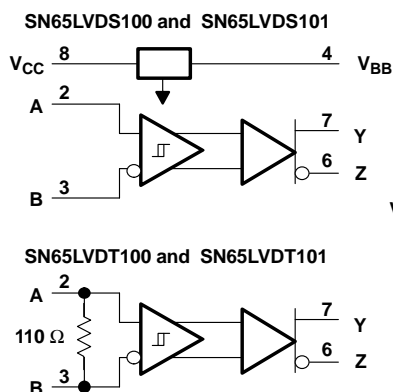 SN65LVDS100 and SN65LVDS101
VCC 8 4 VBB
A 2
7 Y
6 Z
B 3
V
SN65LVDT100 and SN65LVDT101
A 2
7 Y
110 Ω
6 Z
B 3